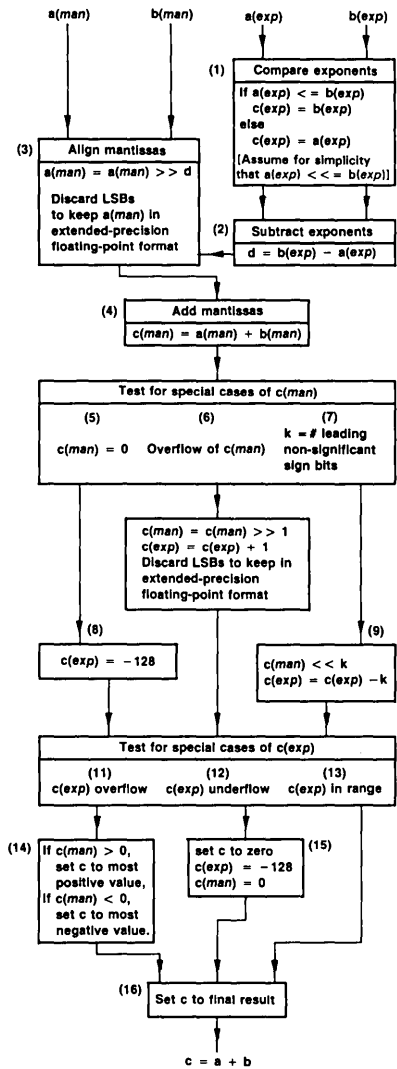 a(man) b(man) a(exp) b(exp)
(1)
Compare exponents
If a(exp) < = b(exp)
c(exp) = b(exp)
else
c(exp) = a(exp)
[Assume for simplicity
that a(exp) < < = b(exp)]
(3)
Align mantissas
a(man) = a(man) >> d
Discard LSBs
to keep a(man) in
extended-precision
floating-point format
(2)
Subtract exponents
d = b(exp) − a(exp)
(4)
Add mantissas
c(man) = a(man) + b(man)
Test for special cases of c(man)
(5) (6) (7)
c(man) = 0 Overflow of c(man)
k = # leading
non-significant
sign bits
c(man) = c(man) >> 1
c(exp) = c(exp) + 1
Discard LSBs to keep in
extended-precision
floating-point format
(8)
c(exp) = −128
(9)
c(man) << k
c(exp) = c(exp) −k
Test for special cases of c(exp)
(11) (12) (13)
c(exp) overflow c(exp) underflow c(exp) in range
(14)
If c(man) > 0,
set c to most
positive value,
If c(man) < 0,
set c to most
negative value.
(15)
set c to zero
c(exp) = −128
c(man) = 0
(16)
Set c to final result
c = a + b